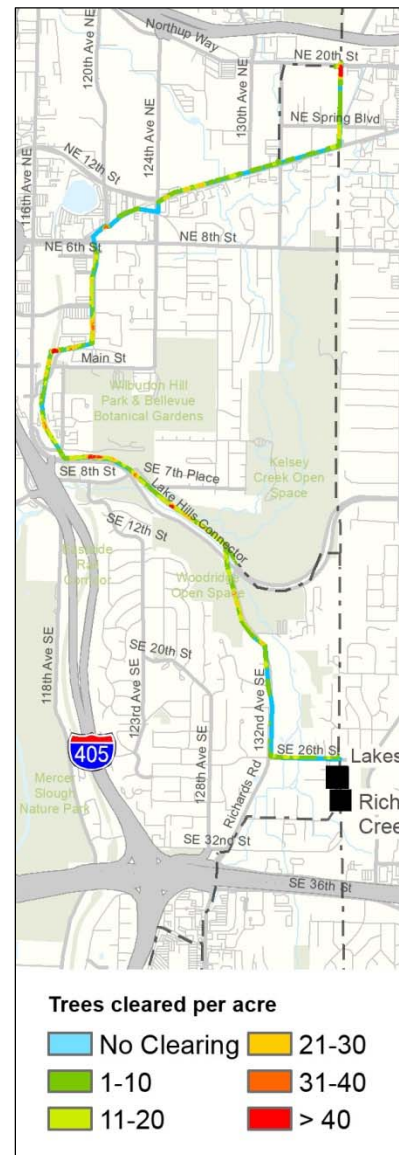 Northup Way
NE 20th St
120th Ave NE
130th Ave NE
NE Spring Blvd
124th Ave NE
NE 12th St
116th Ave NE
NE 6th St
NE 8th St
Main St
Wilburton Hill
Park & Bellevue
Botanical Gardens
SE 8th St
SE 7th Place
Kelsey
Creek Open
Space
Lake Hills Connector
SE 12th St
Eastside
Rail
Corridor
Woodridge
Open Space
118th Ave SE
SE 20th St
123rd Ave SE
132nd Ave SE
128th Ave SE
SE 26th St
Lakes
405
Richards Rd
Rich
Cree
Mercer
Slough
Nature Park
SE 32nd St
SE 36th St
Trees cleared per acre
No Clearing
21-30
1-10
31-40
11-20
> 40